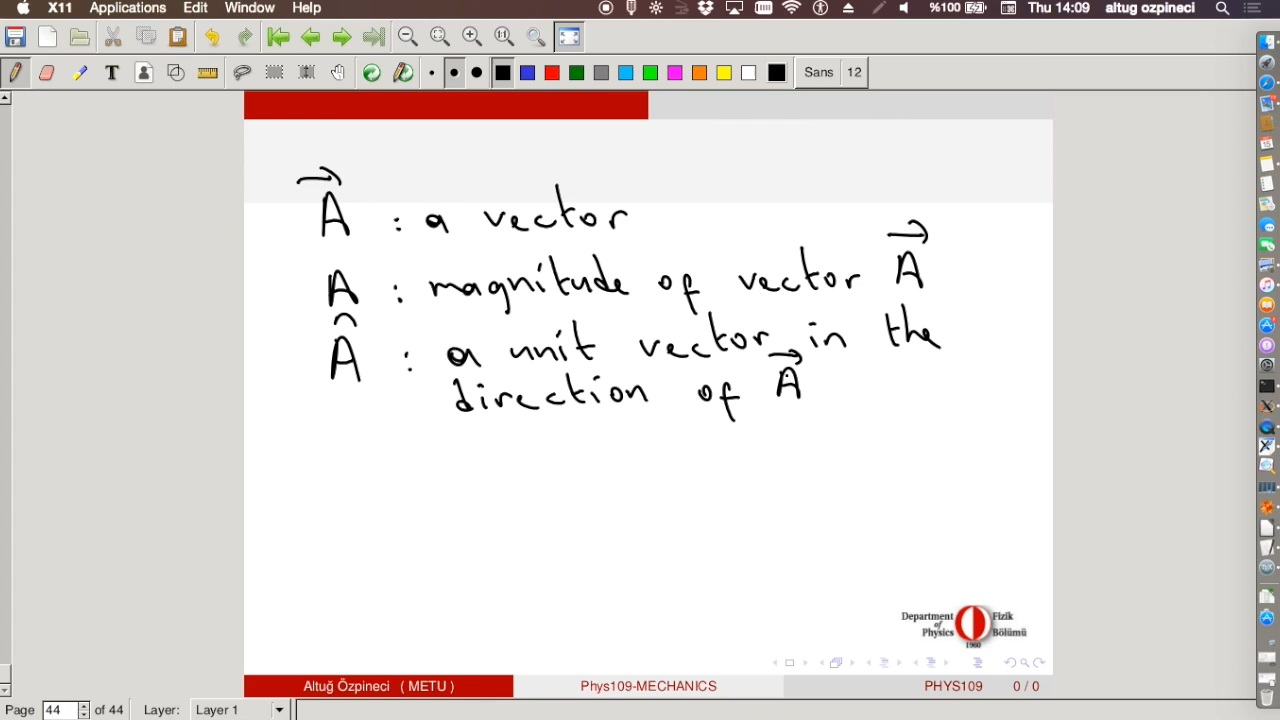 X11 Applications Edit Window Help %100 Thu 14:09 altug ozpineci
Sans 12
A⃗ : a vector
A : magnitude of vector A⃗
Â : a unit vector in the
direction of A⃗
Department of Physics Fizik Bölümü
1960
Altuğ Özpineci ( METU ) Phys109-MECHANICS PHYS109 0 / 0
Page 44 of 44 Layer: Layer 1